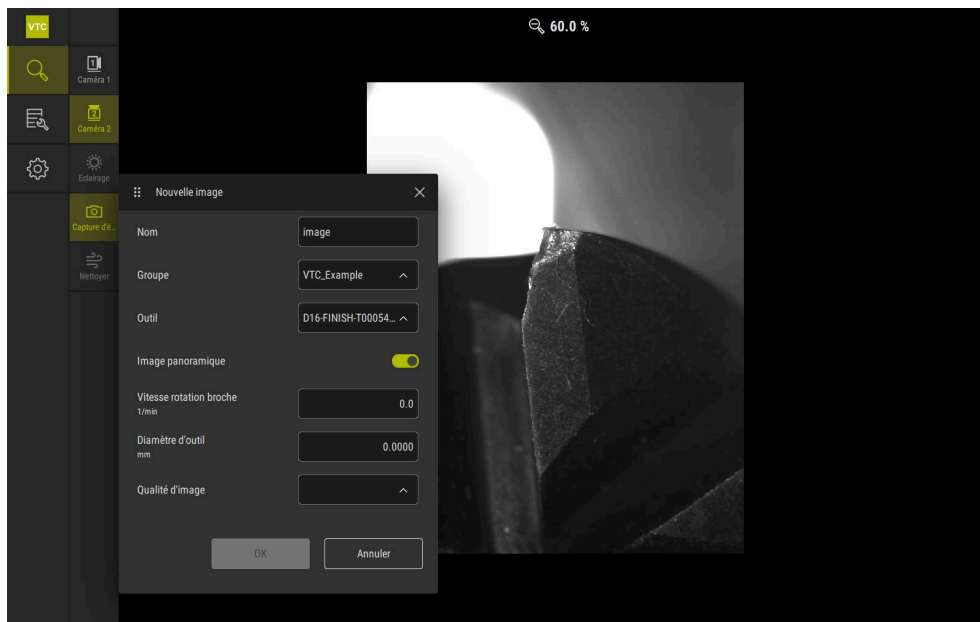 VTC
60.0 %
1
Caméra 1
2
Caméra 2
Eclairage
Capture d'é...
Nettoyer
Nouvelle image
Nom
image
Groupe
VTC_Example
Outil
D16-FINISH-T00054...
Image panoramique
Vitesse rotation broche
1/min
0.0
Diamètre d'outil
mm
0.0000
Qualité d'image
OK
Annuler